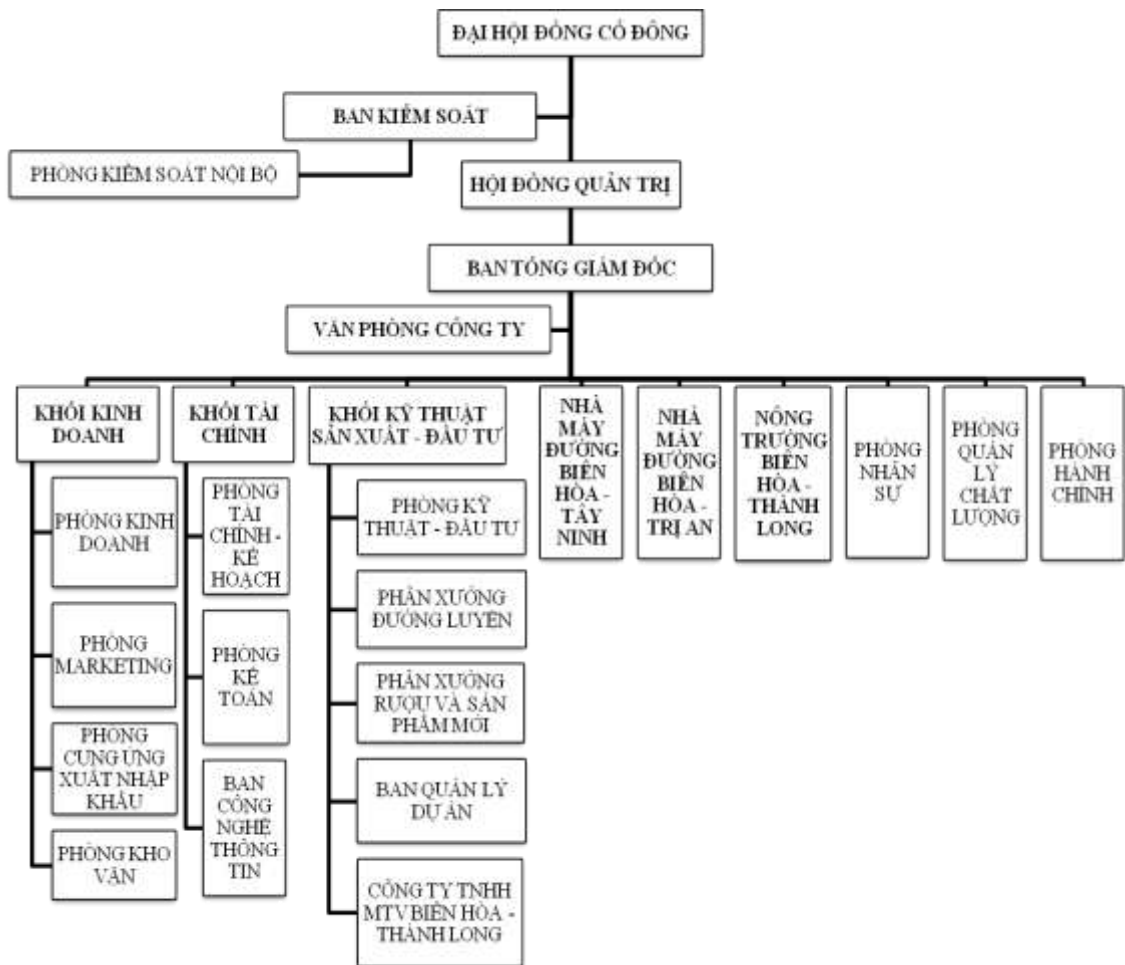 ĐẠI HỘI ĐỒNG CỔ ĐÔNG
BAN KIỂM SOÁT
PHÒNG KIỂM SOÁT NỘI BỘ
HỘI ĐỒNG QUẢN TRỊ
BAN TỔNG GIÁM ĐỐC
VĂN PHÒNG CÔNG TY
KHỐI KINH
DOANH
PHÒNG KINH
DOANH
PHÒNG
MARKETING
PHÒNG
CUNG ỨNG
XUẤT NHẬP
KHẨU
PHÒNG KHO
VẬN
KHỐI TÀI
CHÍNH
PHÒNG
TÀI
CHÍNH -
KẾ
HOẠCH
PHÒNG
KẾ
TOÁN
BAN
CÔNG
NGHỆ
THÔNG
TIN
KHỐI KỸ THUẬT
SẢN XUẤT - ĐẦU TƯ
PHÒNG KỸ
THUẬT - ĐẦU TƯ
PHÂN XƯỞNG
ĐƯỜNG LUYỆN
PHÂN XƯỞNG
RƯỢU VÀ SẢN
PHẨM MỚI
BAN QUẢN LÝ
DỰ ÁN
CÔNG TY TNHH
MTV BIÊN HÒA -
THÀNH LONG
NHÀ
MÁY
ĐƯỜNG
BIÊN
HÒA -
TÂY
NINH
NHÀ
MÁY
ĐƯỜNG
BIÊN
HÒA -
TRỊ AN
NÔNG
TRƯỜNG
BIÊN
HÒA -
THÀNH
LONG
PHÒNG
NHÂN
SỰ
PHÒNG
QUẢN
LÝ
CHẤT
LƯỢNG
PHÒNG
HÀNH
CHÍNH